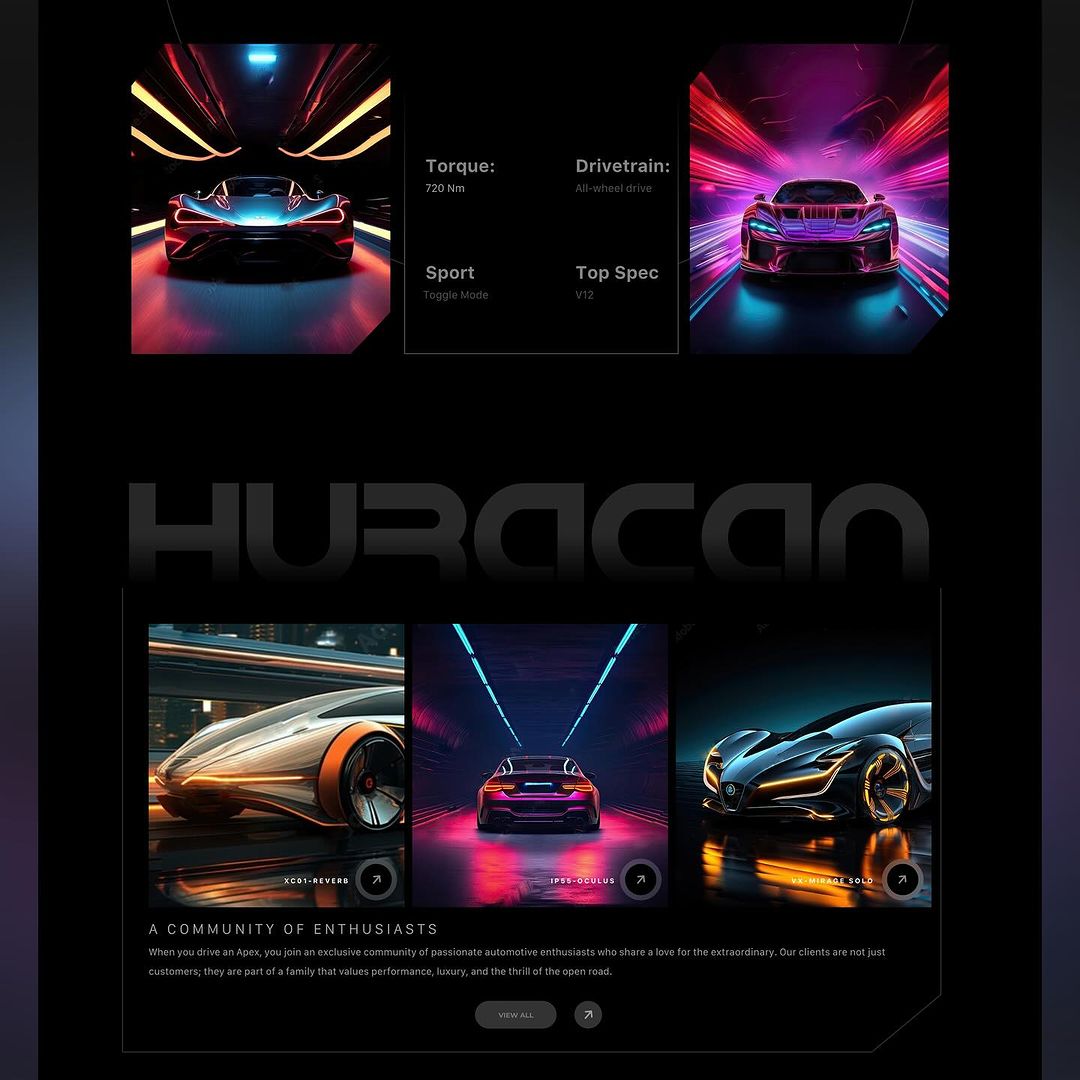 Torque:
720 Nm
Drivetrain:
All-wheel drive
Sport
Toggle Mode
Top Spec
V12
HURACAN
XC01-REVERB
IP55-OCULUS
VX-MIRAGE SOLO
A COMMUNITY OF ENTHUSIASTS
When you drive an Apex, you join an exclusive community of passionate automotive enthusiasts who share a love for the extraordinary. Our clients are not just
customers; they are part of a family that values performance, luxury, and the thrill of the open road.
VIEW ALL